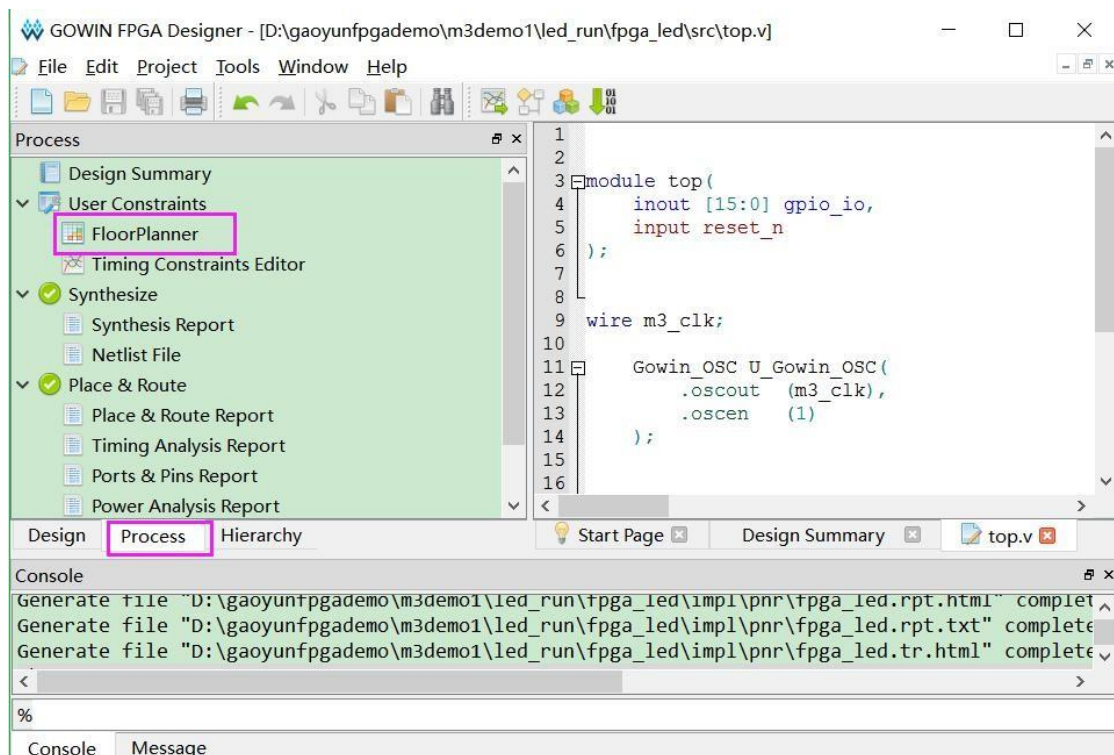 GOWIN FPGA Designer - [D:\gaoyunfpgademo\m3demo1\led_run\fpga_led\src\top.v]
File Edit Project Tools Window Help
Process
Design Summary
User Constraints
FloorPlanner
Timing Constraints Editor
Synthesize
Synthesis Report
Netlist File
Place & Route
Place & Route Report
Timing Analysis Report
Ports & Pins Report
Power Analysis Report
Design Process Hierarchy
1
2
3 module top(
4 inout [15:0] gpio_io,
5 input reset_n
6 );
7
8
9 wire m3_clk;
10
11 Gowin_OSC U_Gowin_OSC(
12 .oscout (m3_clk),
13 .oscen (1)
14 );
15
16
Start Page Design Summary top.v
Console
Generate file "D:\gaoyunfpgademo\m3demo1\led_run\fpga_led\impl\pnr\fpga_led.rpt.html" complet
Generate file "D:\gaoyunfpgademo\m3demo1\led_run\fpga_led\impl\pnr\fpga_led.rpt.txt" complete
Generate file "D:\gaoyunfpgademo\m3demo1\led_run\fpga_led\impl\pnr\fpga_led.tr.html" complete
%
Console Message